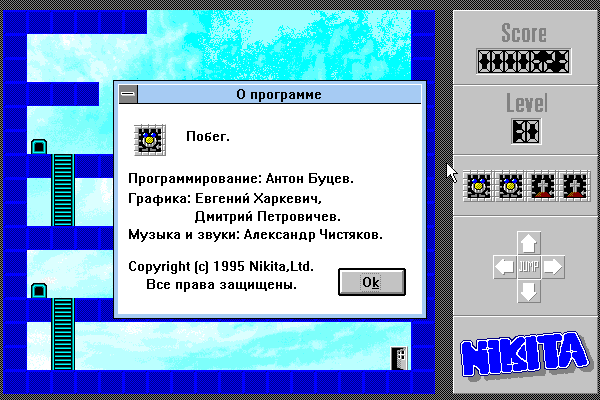 Score
Level
О программе
Побег.
Программирование: Антон Буцев.
Графика: Евгений Харкевич,
Дмитрий Петровичев.
Музыка и звуки: Александр Чистяков.
Copyright (c) 1995 Nikita,Ltd.
Все права защищены.
Ok
JUMP
NIKITA